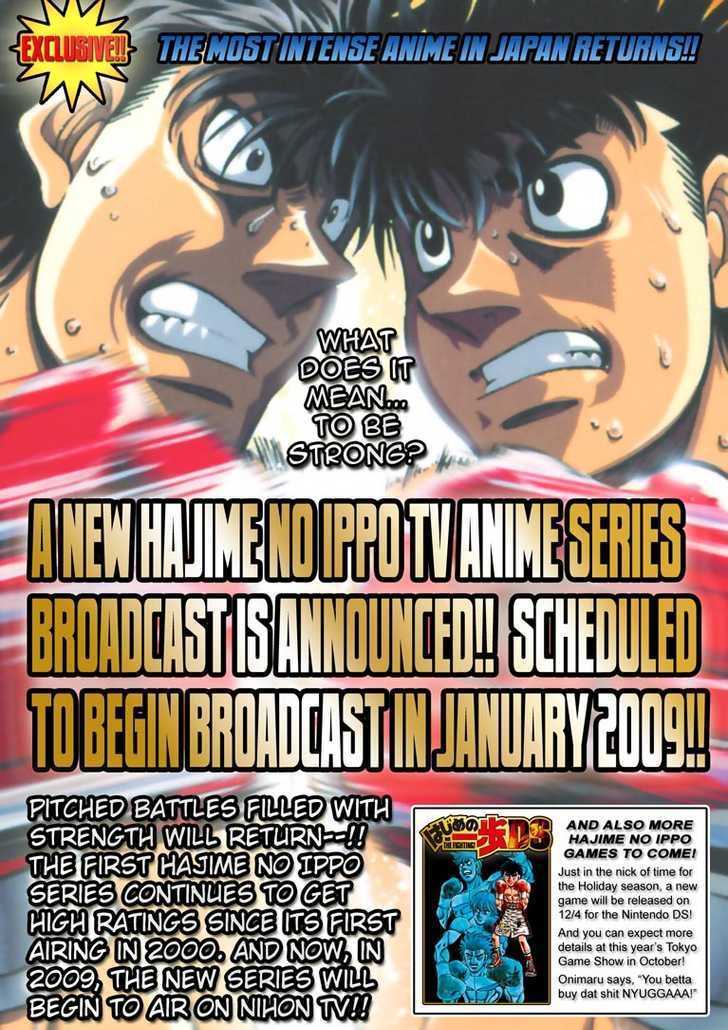 EXCLUSIVE!!
THE MOST INTENSE ANIME IN JAPAN RETURNS!!
WHAT
DOES IT
MEAN...
TO BE
STRONG?
A NEW HAJIME NO IPPO TV ANIME SERIES
BROADCAST IS ANNOUNCED!! SCHEDULED
TO BEGIN BROADCAST IN JANUARY 2009!!
PITCHED BATTLES FILLED WITH
STRENGTH WILL RETURN--!!
THE FIRST HAJIME NO IPPO
SERIES CONTINUES TO GET
HIGH RATINGS SINCE ITS FIRST
AIRING IN 2000. AND NOW, IN
2009, THE NEW SERIES WILL
BEGIN TO AIR ON NIHON TV!!
はじめの一歩DS
THE FIGHTING!
AND ALSO MORE
HAJIME NO IPPO
GAMES TO COME!
Just in the nick of time for
the Holiday season, a new
game will be released on
12/4 for the Nintendo DS!
And you can expect more
details at this year's Tokyo
Game Show in October!
Onimaru says, "You betta
buy dat shit NYUGGAAA!"